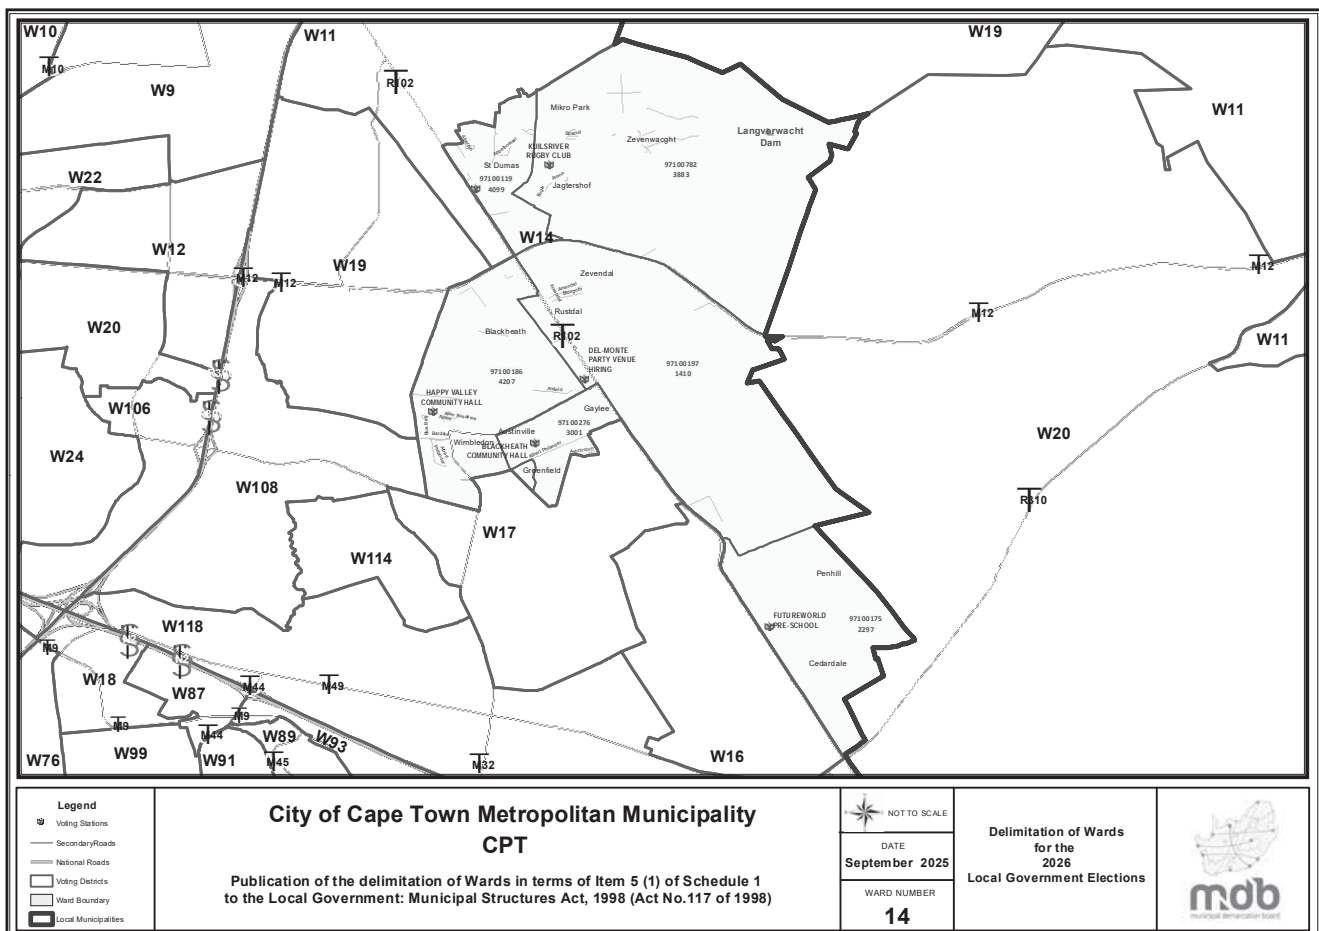 W10
W11
W19
M10
R102
W9
W11
Mikro Park
Zevenwacght
Langverwacht
Dam
KUILSRIVER
RUGBY CLUB
St Dumas
97100119
4099
97100782
3883
Jagtershof
W22
W12
W14
W19
M12
M12
M12
Zevendal
Rustdal
M12
W20
Blackheath
R102
W11
DEL-MONTE
PARTY VENUE
HIRING
97100186
4207
97100197
1410
W106
HAPPY VALLEY
COMMUNITY HALL
Gaylee
97100276
3001
Austinville
Wimbledon
BLACKHEATH
COMMUNITY HALL
Greenfield
W20
W24
W108
R310
W17
W114
Penhill
FUTUREWORLD
PRE-SCHOOL
97100175
2297
W118
M9
Cedardale
W18
W87
M44
M49
M9
M9
M44
W89
W93
W76
W99
W91
M45
M32
W16
Legend
Voting Stations
SecondaryRoads
National Roads
Voting Districts
Ward Boundary
Local Municipalities
City of Cape Town Metropolitan Municipality
CPT
Publication of the delimitation of Wards in terms of Item 5 (1) of Schedule 1
to the Local Government: Municipal Structures Act, 1998 (Act No.117 of 1998)
NOT TO SCALE
DATE
September 2025
WARD NUMBER
14
Delimitation of Wards
for the
2026
Local Government Elections
mdb
municipal demarcation board